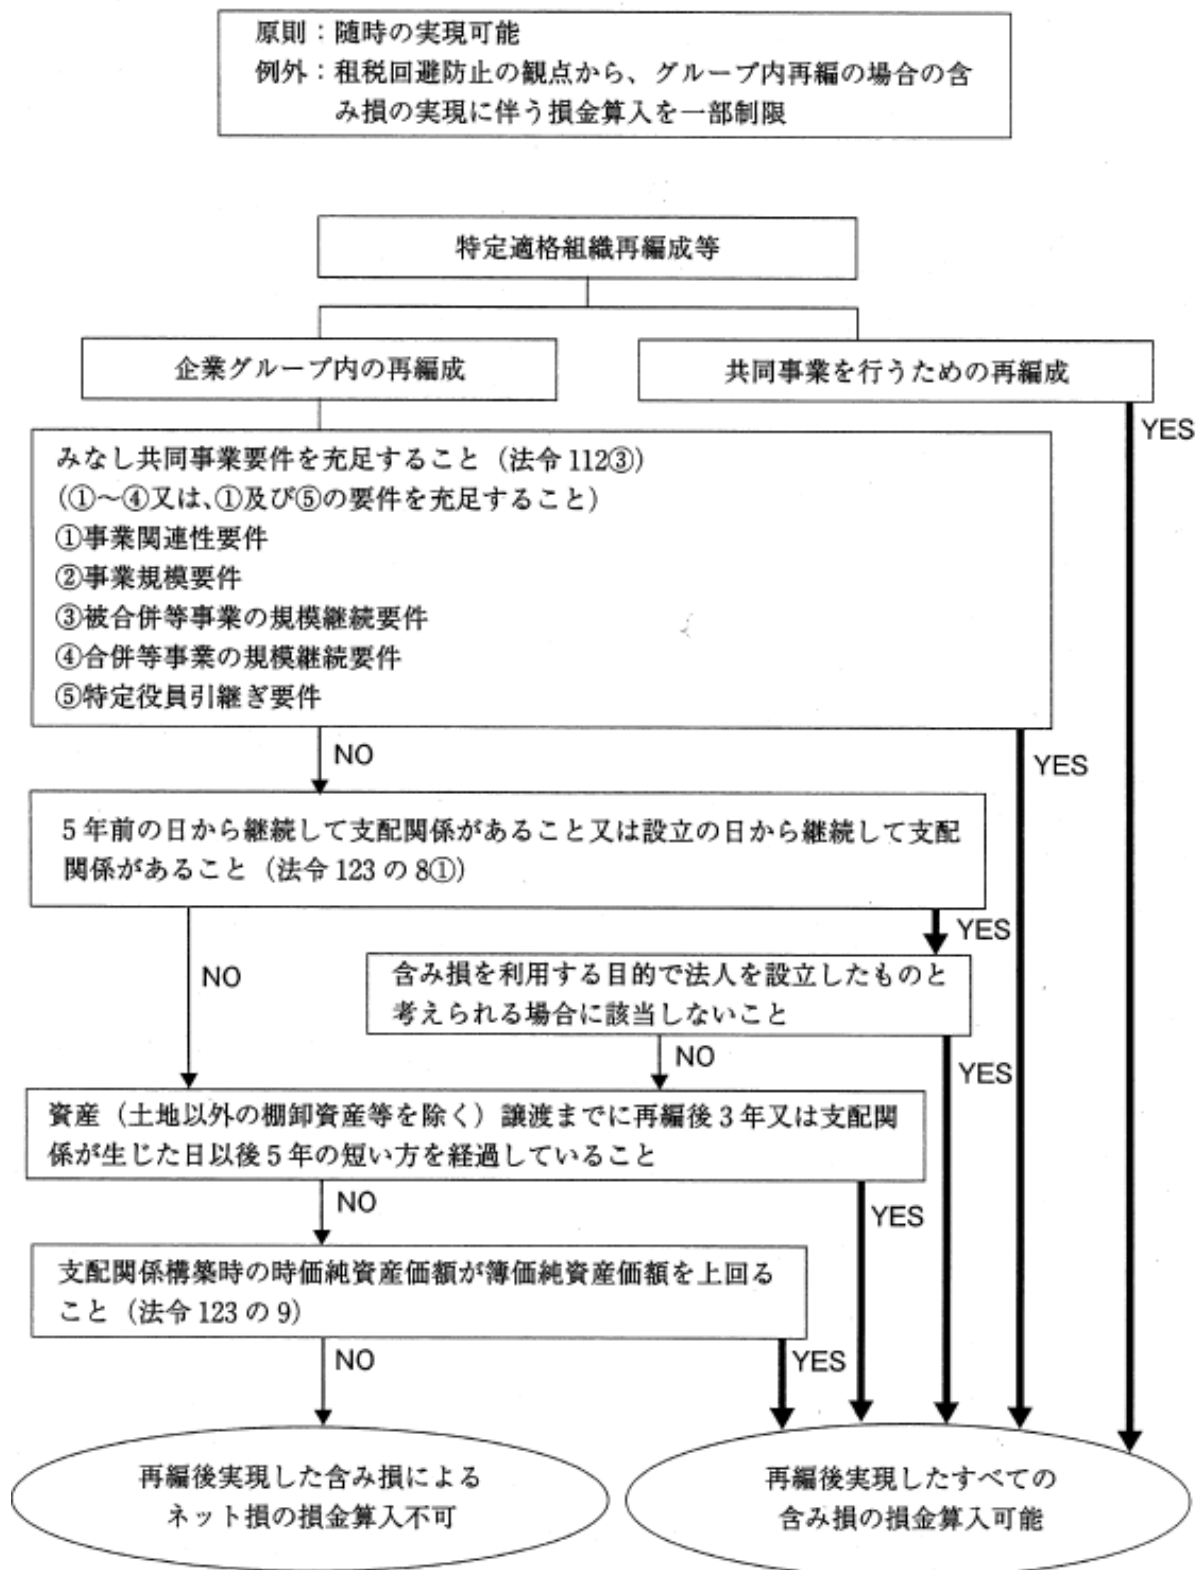 原則：随時の実現可能
例外：租税回避防止の観点から、グループ内再編の場合の含
み損の実現に伴う損金算入を一部制限
特定適格組織再編成等
企業グループ内の再編成
共同事業を行うための再編成
YES
みなし共同事業要件を充足すること（法令 112③）
（①～④又は、①及び⑤の要件を充足すること）
①事業関連性要件
②事業規模要件
③被合併等事業の規模継続要件
④合併等事業の規模継続要件
⑤特定役員引継ぎ要件
NO
YES
5 年前の日から継続して支配関係があること又は設立の日から継続して支配
関係があること（法令 123 の 8①）
YES
NO
含み損を利用する目的で法人を設立したものと
考えられる場合に該当しないこと
NO
YES
資産（土地以外の棚卸資産等を除く）譲渡までに再編後 3 年又は支配関
係が生じた日以後 5 年の短い方を経過していること
NO
YES
支配関係構築時の時価純資産価額が簿価純資産価額を上回る
こと（法令 123 の 9）
NO
YES
再編後実現した含み損による
ネット損の損金算入不可
再編後実現したすべての
含み損の損金算入可能